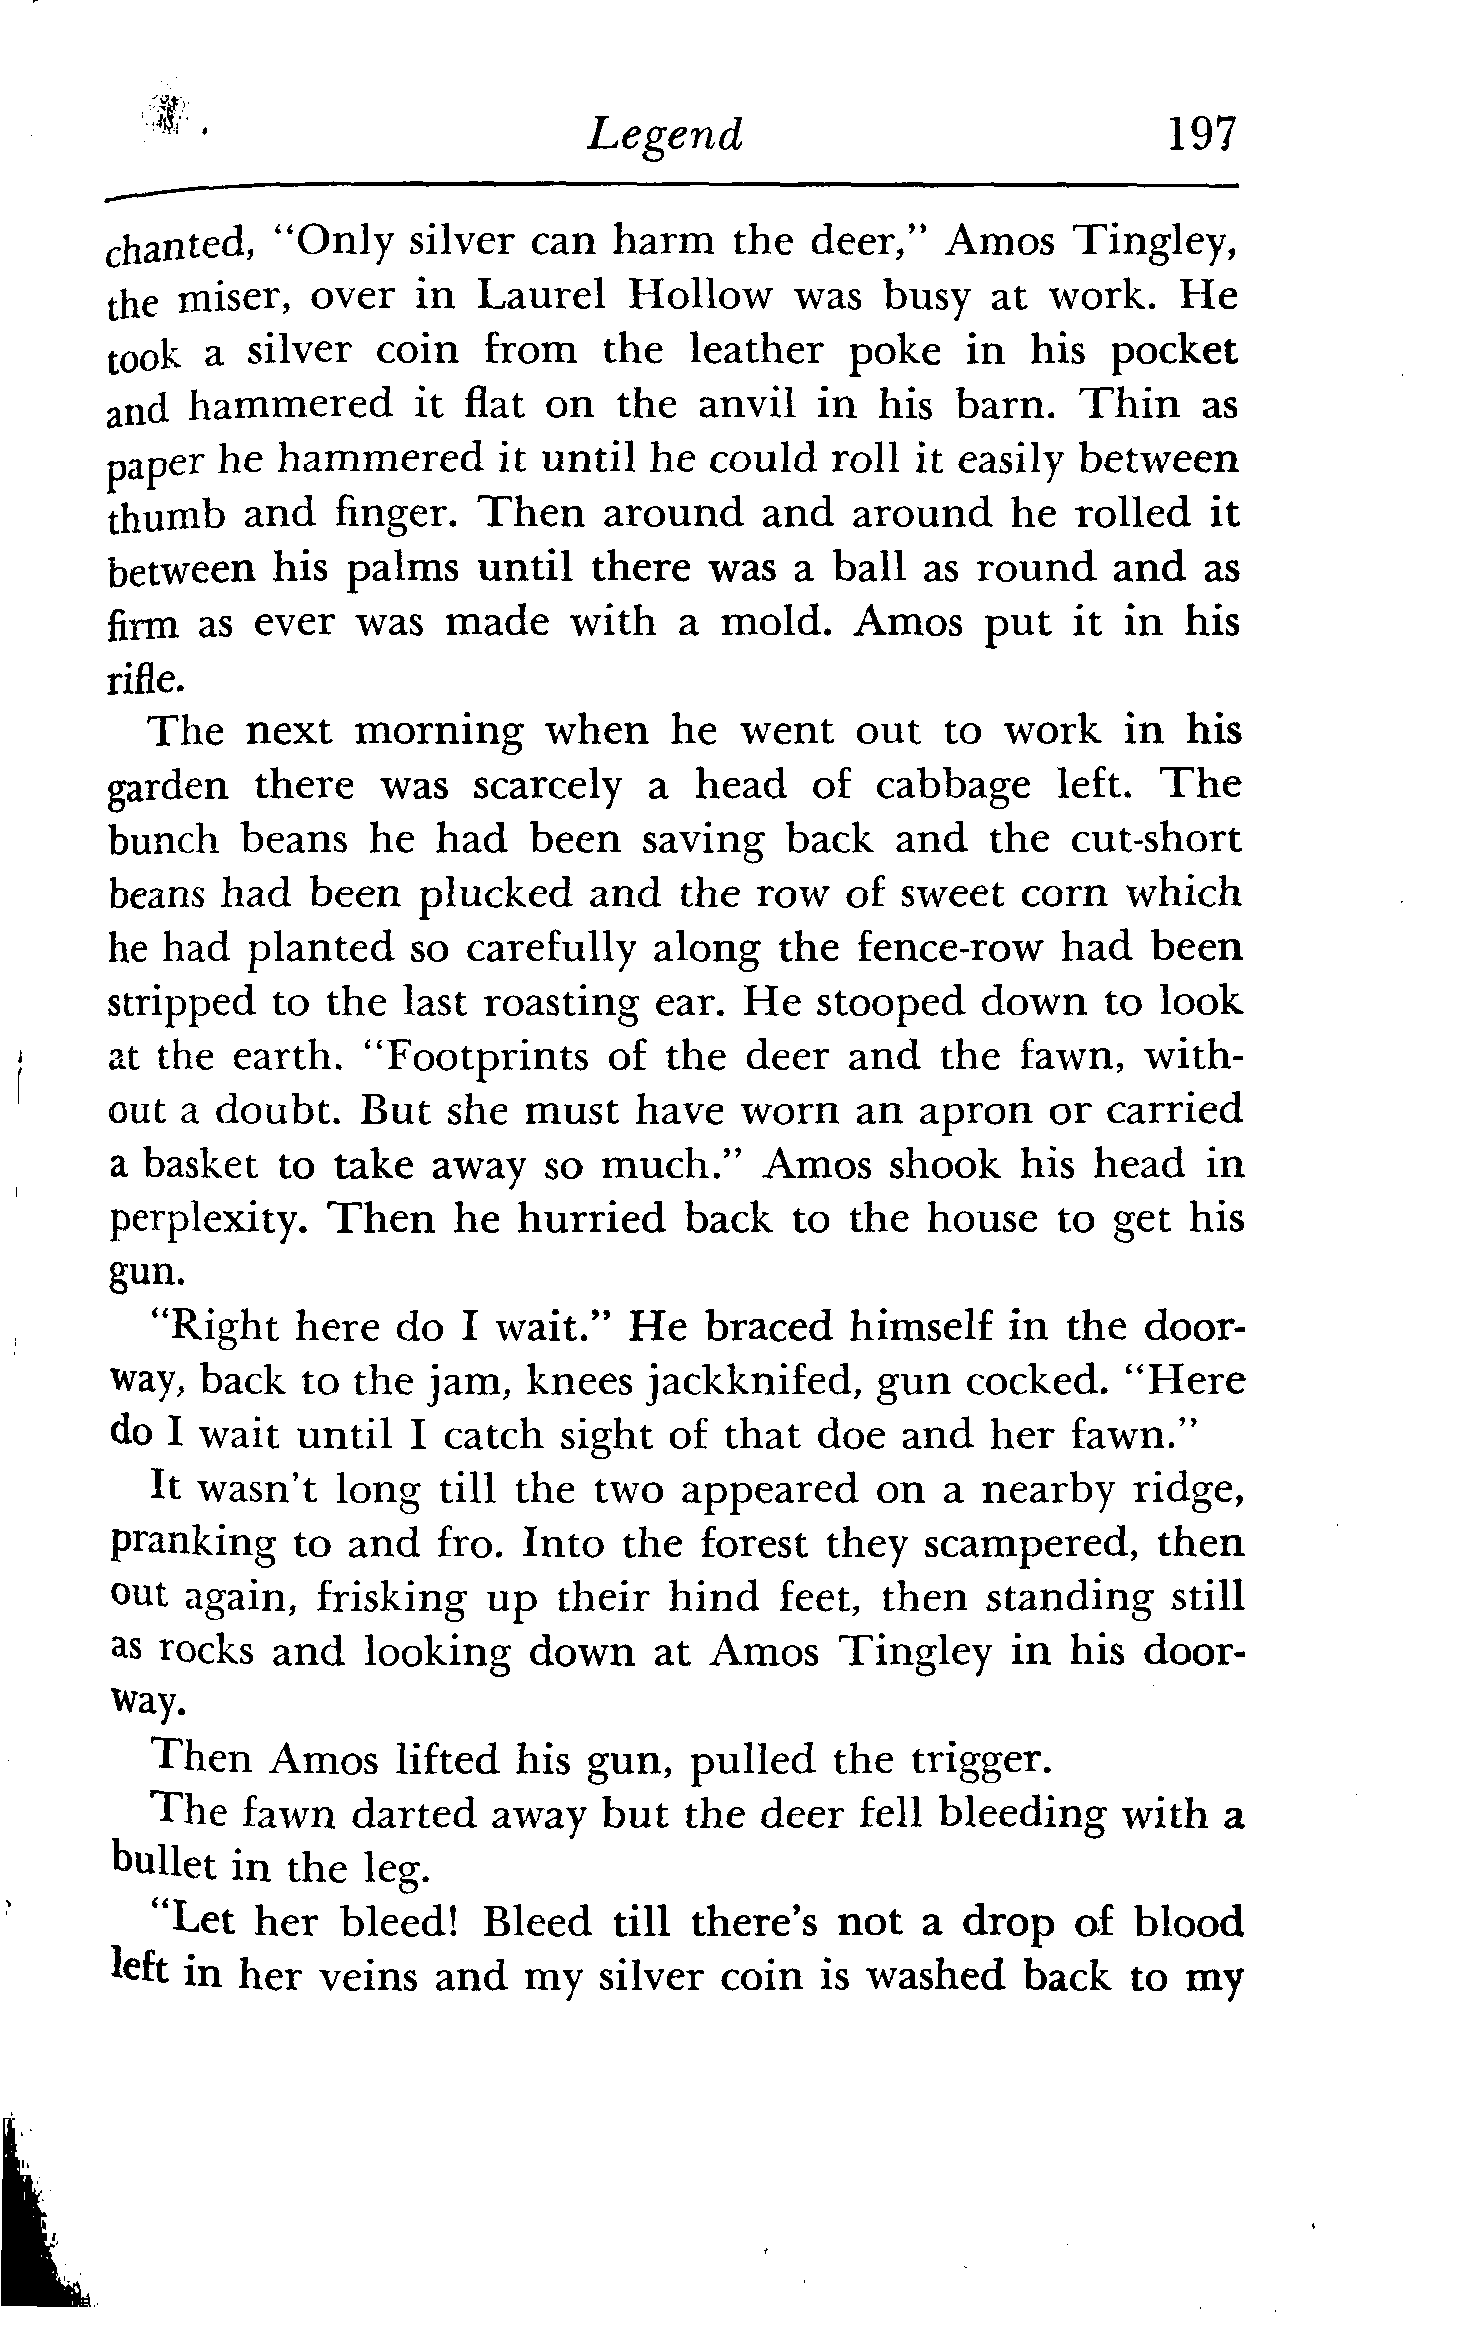 Legend 197
chanted, "Only silver can harm the deer," Amos Tingley,
the miser, over in Laurel Hollow was busy at work. He
took a silver coin from the leather poke in his pocket
and hammered it flat on the anvil in his barn. Thin as
paper he hammered it until he could roll it easily between
thumb and finger. Then around and around he rolled it
between his palms until there was a ball as round and as
firm as ever was made with a mold. Amos put it in his
rifle.
The next morning when he went out to work in his
garden there was scarcely a head of cabbage left. The
bunch beans he had been saving back and the cut-short
beans had been plucked and the row of sweet corn which
he had planted so carefully along the fence-row had been
stripped to the last roasting ear. He stooped down to look
at the earth. "Footprints of the deer and the fawn, with-
out a doubt. But she must have worn an apron or carried
a basket to take away so much." Amos shook his head in
perplexity. Then he hurried back to the house to get his
gun.
"Right here do I wait." He braced himself in the door-
way, back to the jam, knees jackknifed, gun cocked. "Here
do I wait until I catch sight of that doe and her fawn."
It wasn't long till the two appeared on a nearby ridge,
pranking to and fro. Into the forest they scampered, then
out again, frisking up their hind feet, then standing still
as rocks and looking down at Amos Tingley in his door-
way.
Then Amos lifted his gun, pulled the trigger.
The fawn darted away but the deer fell bleeding with a
bullet in the leg.
"Let her bleed! Bleed till there's not a drop of blood
left in her veins and my silver coin is washed back to my